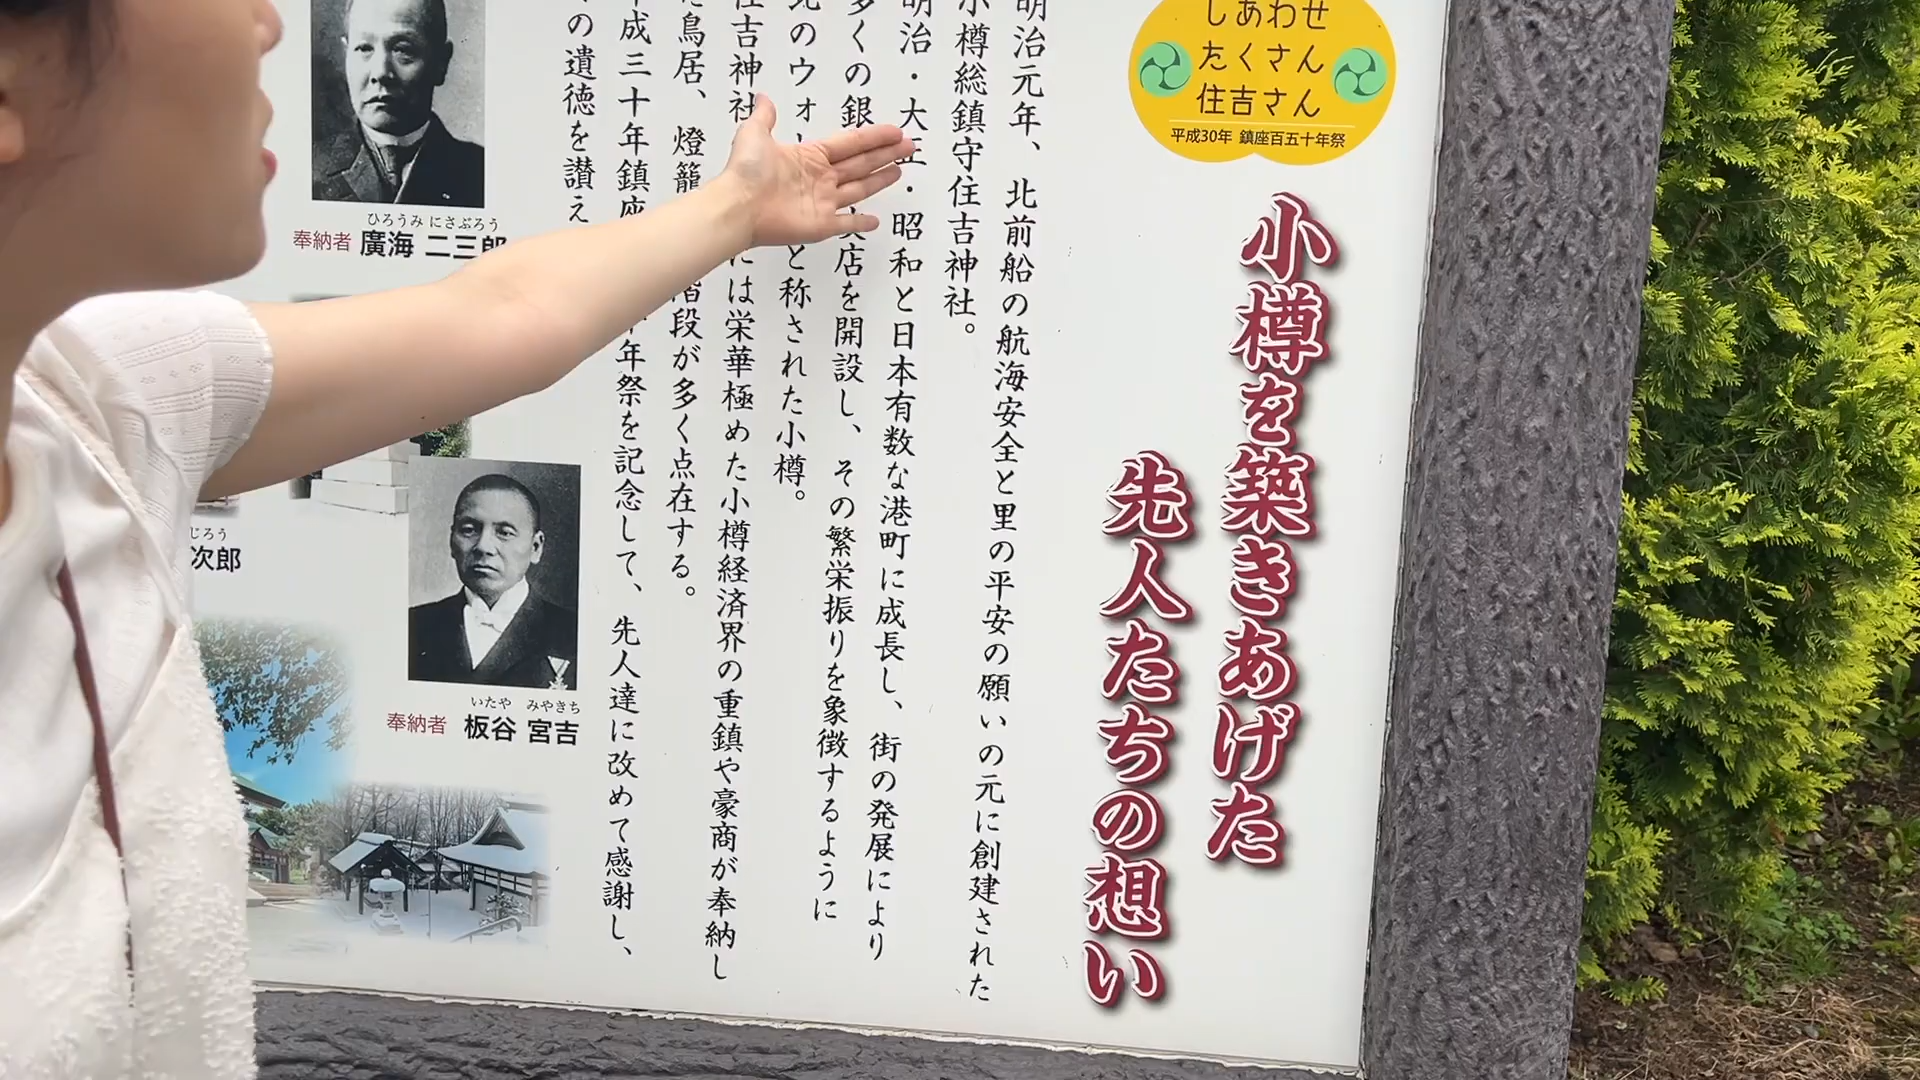 しあわせ
たくさん
住吉さん
平成30年 鎮座百五十年祭
小樽を築きあげた
先人たちの想い
明治元年、北前船の航海安全と里の平安の願いの元に創建された
小樽総鎮守住吉神社。
明治・大正・昭和と日本有数な港町に成長し、街の発展により
多くの銀 店を開設し、その繁栄振りを象徴するように
北のウォー と称された小樽。
住吉神社 には栄華極めた小樽経済界の重鎮や豪商が奉納し
た鳥居、燈籠 階段が多く点在する。
平成三十年鎮座 年祭を記念して、先人達に改めて感謝し、
の遺徳を讃え
ひろうみ にさぶろう
奉納者 廣海 二三郎
じろう
次郎
いたや みやきち
奉納者 板谷 宮吉